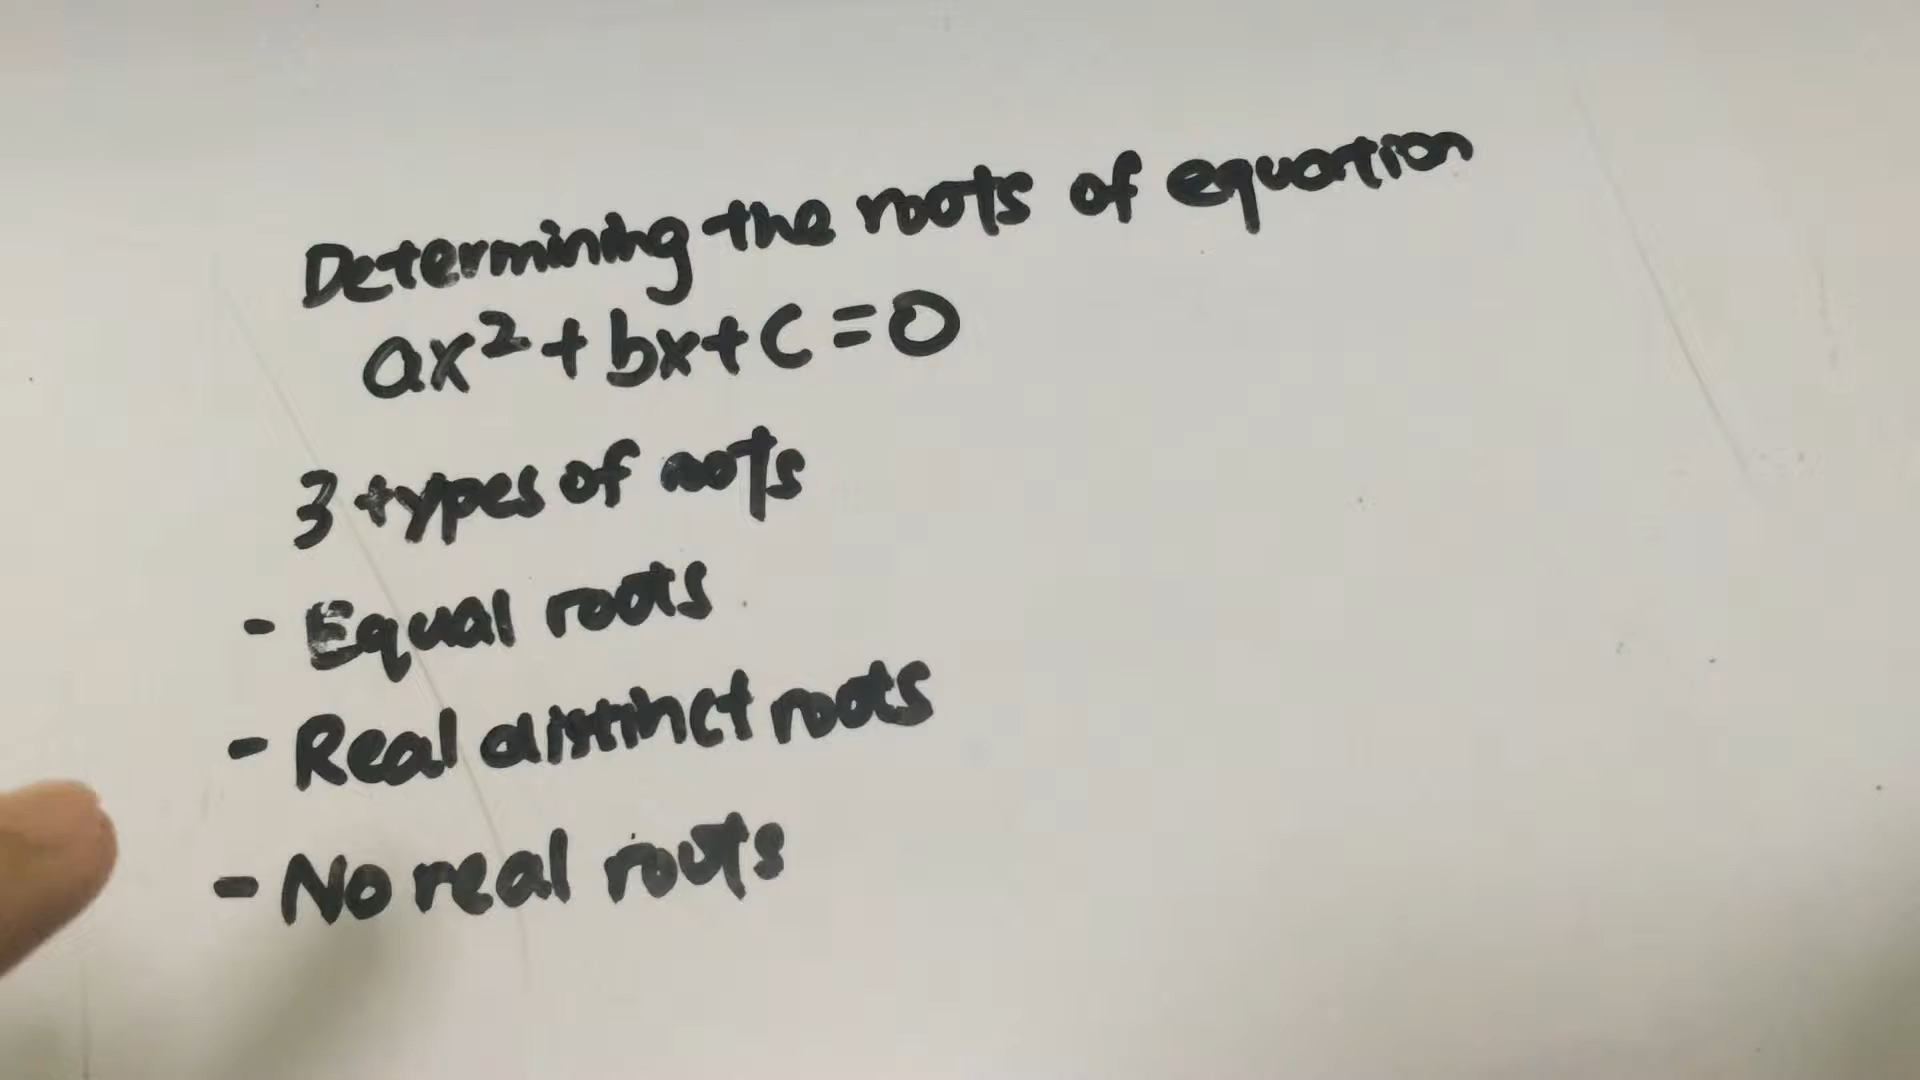 Determining the roots of equation
ax²+bx+c=0
3 types of roots
- Equal roots
- Real distinct roots
- No real roots